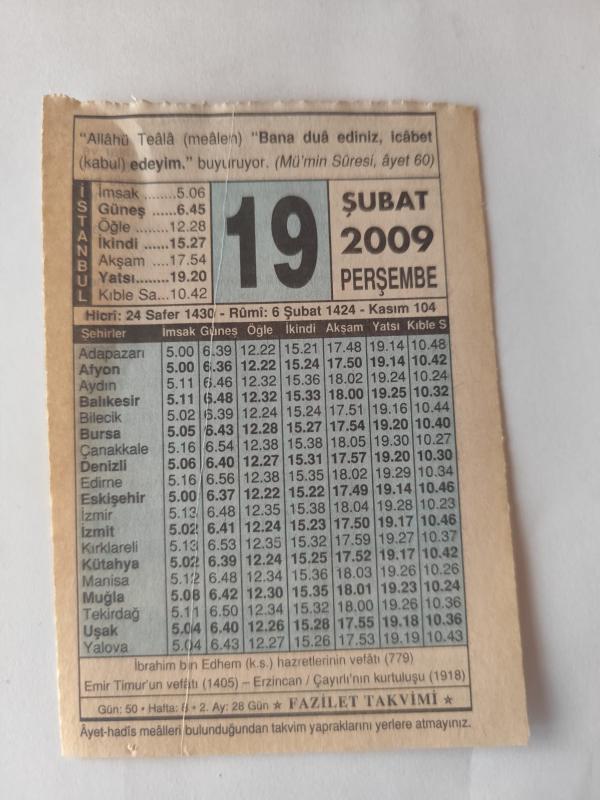 "Allâhü Teâlâ (meâlen) "Bana duâ ediniz, icâbet
(kabul) edeyim." buyuruyor. (Mü'min Sûresi, âyet 60)
İSTANBUL
İmsak ........5.06
Güneş ......6.45
Öğle ........12.28
İkindi ......15.27
Akşam ....17.54
Yatsı........19.20
Kıble Sa...10.42
19
ŞUBAT
2009
PERŞEMBE
Hicrî: 24 Safer 1430 - Rûmî: 6 Şubat 1424 - Kasım 104
Şehirler İmsak Güneş Öğle İkindi Akşam Yatsı Kıble S
Adapazarı 5.00 6.39 12.22 15.21 17.48 19.14 10.48
Afyon 5.00 6.36 12.22 15.24 17.50 19.14 10.42
Aydın 5.11 6.46 12.32 15.36 18.02 19.24 10.24
Balıkesir 5.11 6.48 12.32 15.33 18.00 19.25 10.32
Bilecik 5.02 6.39 12.24 15.24 17.51 19.16 10.44
Bursa 5.05 6.43 12.28 15.27 17.54 19.20 10.40
Çanakkale 5.16 6.54 12.38 15.38 18.05 19.30 10.27
Denizli 5.06 6.40 12.27 15.31 17.57 19.20 10.30
Edirne 5.16 6.56 12.38 15.35 18.02 19.29 10.34
Eskişehir 5.00 6.37 12.22 15.22 17.49 19.14 10.46
İzmir 5.13 6.48 12.35 15.38 18.04 19.28 10.23
İzmit 5.02 6.41 12.24 15.23 17.50 19.17 10.46
Kırklareli 5.13 6.53 12.35 15.32 17.59 19.27 10.37
Kütahya 5.02 6.39 12.24 15.25 17.52 19.17 10.42
Manisa 5.12 6.48 12.34 15.36 18.03 19.26 10.26
Muğla 5.08 6.42 12.30 15.35 18.01 19.23 10.24
Tekirdağ 5.11 6.50 12.34 15.32 18.00 19.26 10.36
Uşak 5.04 6.40 12.26 15.28 17.55 19.18 10.36
Yalova 5.04 6.43 12.27 15.26 17.53 19.19 10.43
İbrahim bin Edhem (k.s.) hazretlerinin vefâtı (779)
Emir Timur'un vefâtı (1405) – Erzincan / Çayırlı'nın kurtuluşu (1918)
Gün: 50 • Hafta: 8 • 2. Ay: 28 Gün ★ FAZİLET TAKVİMİ ★
Âyet-hadîs meâlleri bulunduğundan takvim yapraklarını yerlere atmayınız.